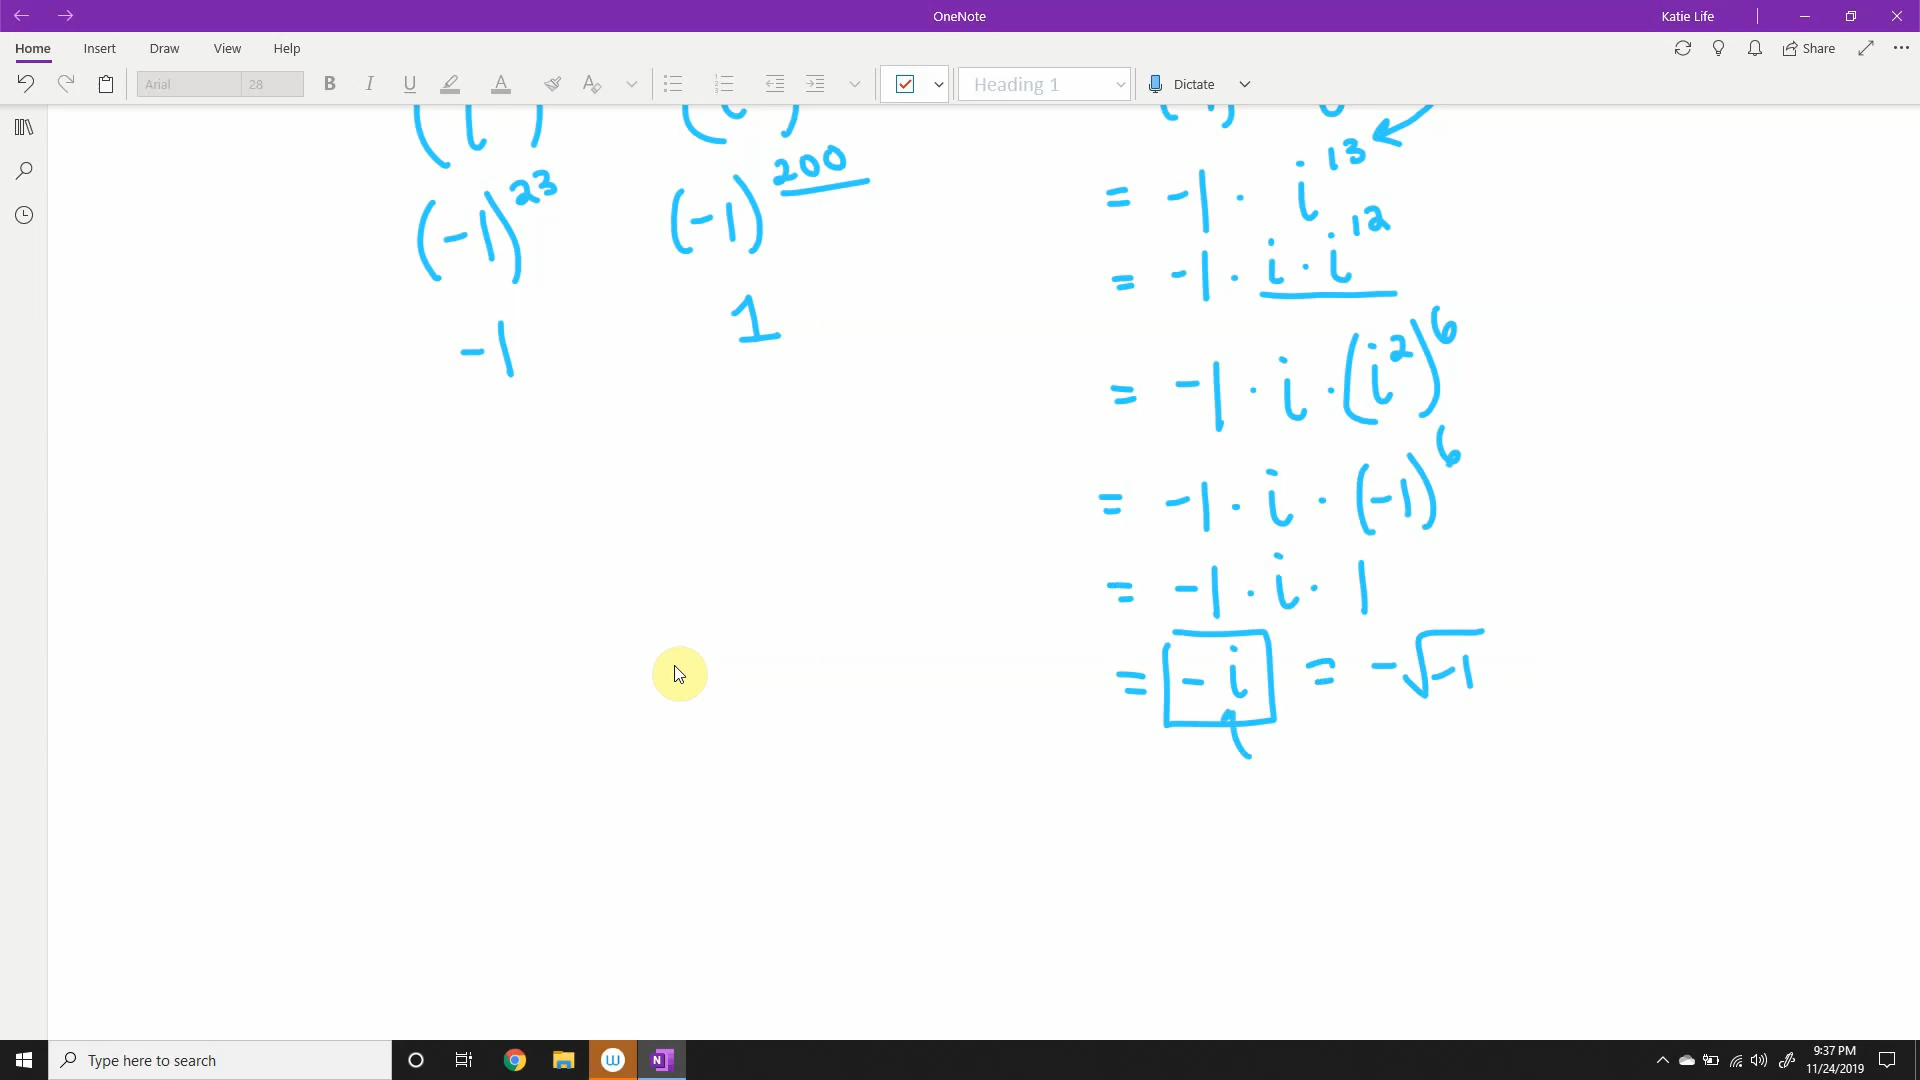 OneNote
Katie Life
Home Insert Draw View Help
Share
Arial 28 B I U A A
Heading 1
Dictate
(-1)^23
-1
(-1)^200
1
= -1 · i^13
= -1 · i · i^12
= -1 · i · (i^2)^6
= -1 · i · (-1)^6
= -1 · i · 1
= -i = -√-1
Type here to search
9:37 PM
11/24/2019